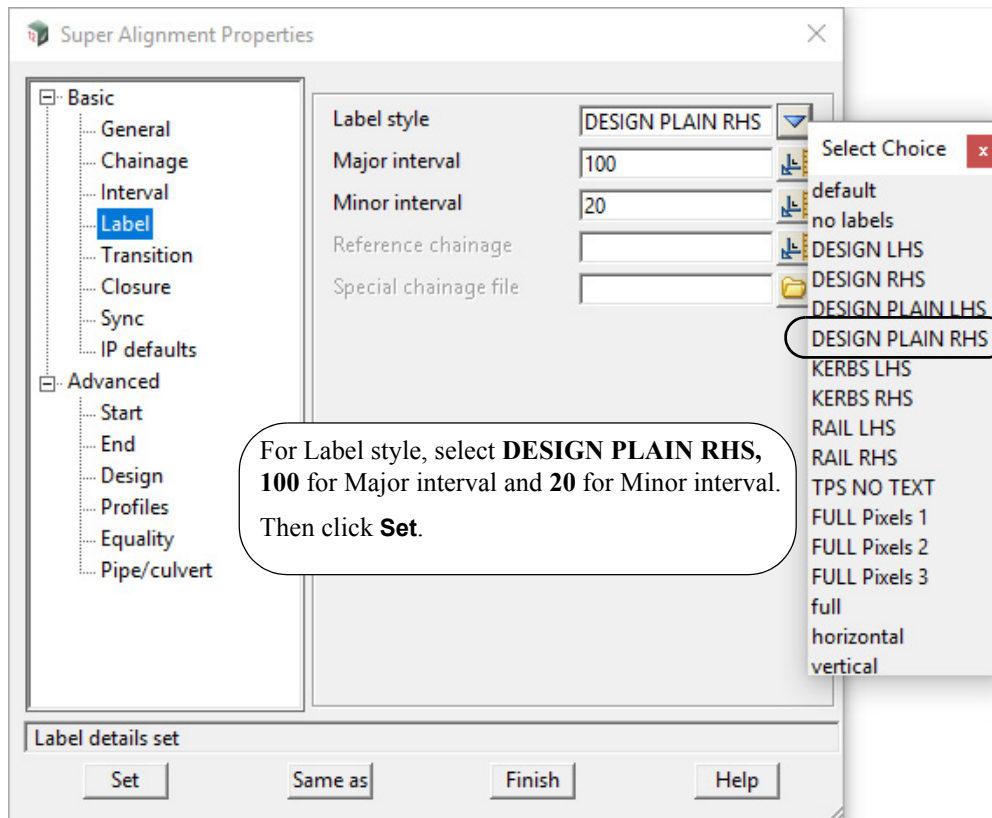 Super Alignment Properties
Basic
General
Chainage
Interval
Label
Transition
Closure
Sync
IP defaults
Advanced
Start
End
Design
Profiles
Equality
Pipe/culvert
Label style DESIGN PLAIN RHS
Major interval 100
Minor interval 20
Reference chainage
Special chainage file
Select Choice x
default
no labels
DESIGN LHS
DESIGN RHS
DESIGN PLAIN LHS
DESIGN PLAIN RHS
KERBS LHS
KERBS RHS
RAIL LHS
RAIL RHS
TPS NO TEXT
FULL Pixels 1
FULL Pixels 2
FULL Pixels 3
full
horizontal
vertical
For Label style, select DESIGN PLAIN RHS,
100 for Major interval and 20 for Minor interval.
Then click Set.
Label details set
Set Same as Finish Help